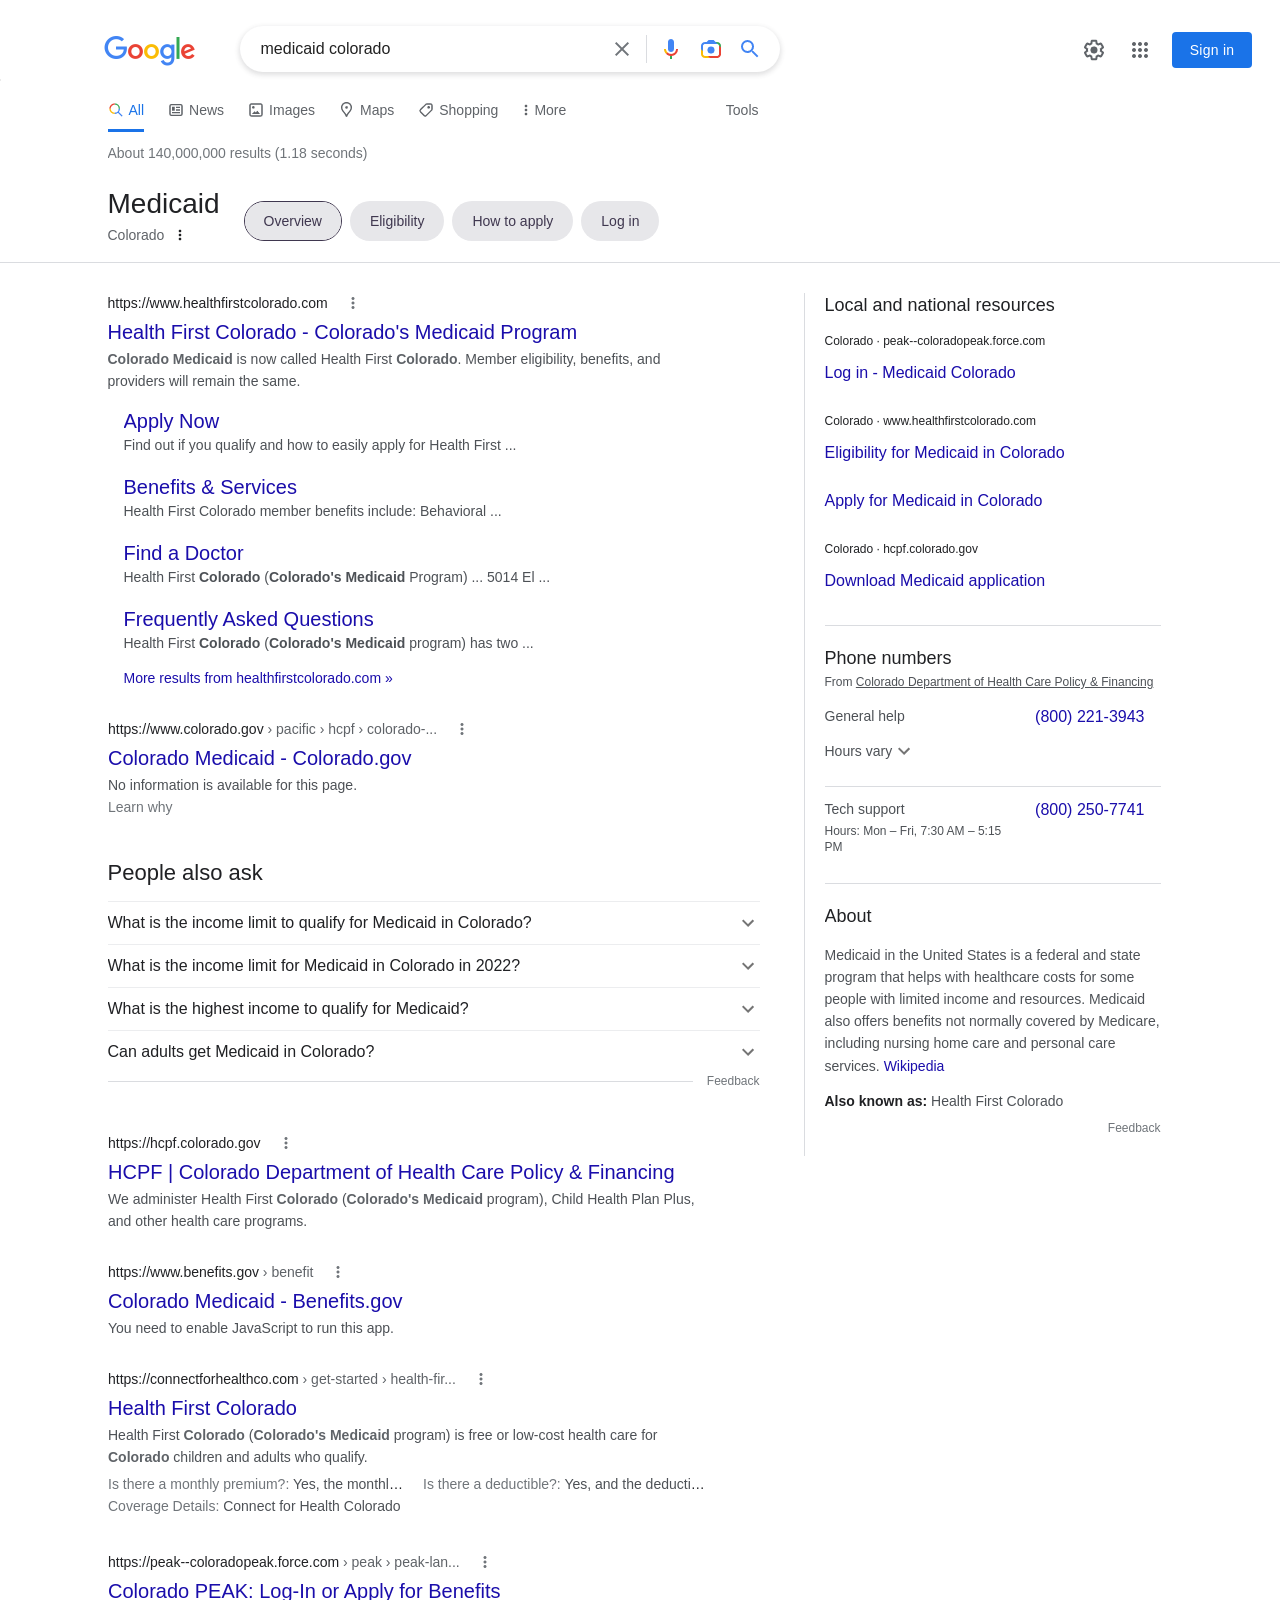 Google
medicaid colorado
Sign in
All
News
Images
Maps
Shopping
More
Tools
About 140,000,000 results (1.18 seconds)
Medicaid
Colorado
Overview
Eligibility
How to apply
Log in
https://www.healthfirstcolorado.com
Health First Colorado - Colorado's Medicaid Program
Colorado Medicaid is now called Health First Colorado. Member eligibility, benefits, and
providers will remain the same.
Apply Now
Find out if you qualify and how to easily apply for Health First ...
Benefits & Services
Health First Colorado member benefits include: Behavioral ...
Find a Doctor
Health First Colorado (Colorado's Medicaid Program) ... 5014 El ...
Frequently Asked Questions
Health First Colorado (Colorado's Medicaid program) has two ...
More results from healthfirstcolorado.com »
https://www.colorado.gov › pacific › hcpf › colorado-...
Colorado Medicaid - Colorado.gov
No information is available for this page.
Learn why
People also ask
What is the income limit to qualify for Medicaid in Colorado?
What is the income limit for Medicaid in Colorado in 2022?
What is the highest income to qualify for Medicaid?
Can adults get Medicaid in Colorado?
Feedback
https://hcpf.colorado.gov
HCPF | Colorado Department of Health Care Policy & Financing
We administer Health First Colorado (Colorado's Medicaid program), Child Health Plan Plus,
and other health care programs.
https://www.benefits.gov › benefit
Colorado Medicaid - Benefits.gov
You need to enable JavaScript to run this app.
https://connectforhealthco.com › get-started › health-fir...
Health First Colorado
Health First Colorado (Colorado's Medicaid program) is free or low-cost health care for
Colorado children and adults who qualify.
Is there a monthly premium?: Yes, the monthl... Is there a deductible?: Yes, and the deducti...
Coverage Details: Connect for Health Colorado
https://peak--coloradopeak.force.com › peak › peak-lan...
Colorado PEAK: Log-In or Apply for Benefits
Local and national resources
Colorado · peak--coloradopeak.force.com
Log in - Medicaid Colorado
Colorado · www.healthfirstcolorado.com
Eligibility for Medicaid in Colorado
Apply for Medicaid in Colorado
Colorado · hcpf.colorado.gov
Download Medicaid application
Phone numbers
From Colorado Department of Health Care Policy & Financing
General help (800) 221-3943
Hours vary
Tech support (800) 250-7741
Hours: Mon – Fri, 7:30 AM – 5:15
PM
About
Medicaid in the United States is a federal and state
program that helps with healthcare costs for some
people with limited income and resources. Medicaid
also offers benefits not normally covered by Medicare,
including nursing home care and personal care
services. Wikipedia
Also known as: Health First Colorado
Feedback